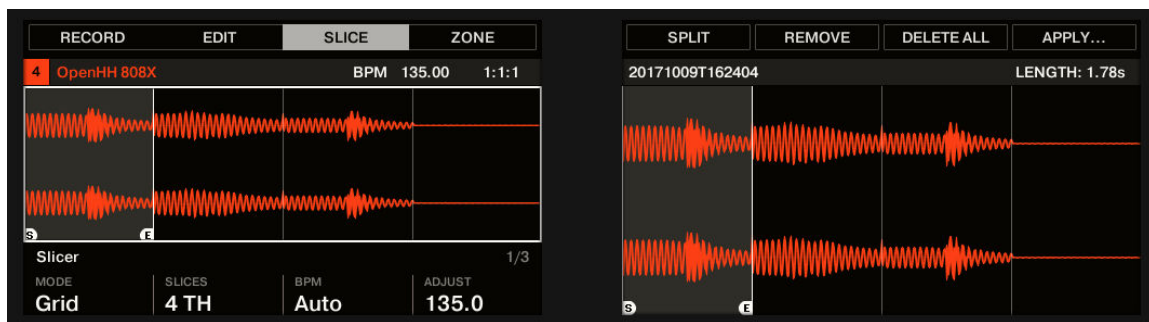 RECORD EDIT SLICE ZONE
4 OpenHH 808X BPM 135.00 1:1:1
S E
Slicer 1/3
MODE SLICES BPM ADJUST
Grid 4 TH Auto 135.0
SPLIT REMOVE DELETE ALL APPLY...
20171009T162404 LENGTH: 1.78s
S E